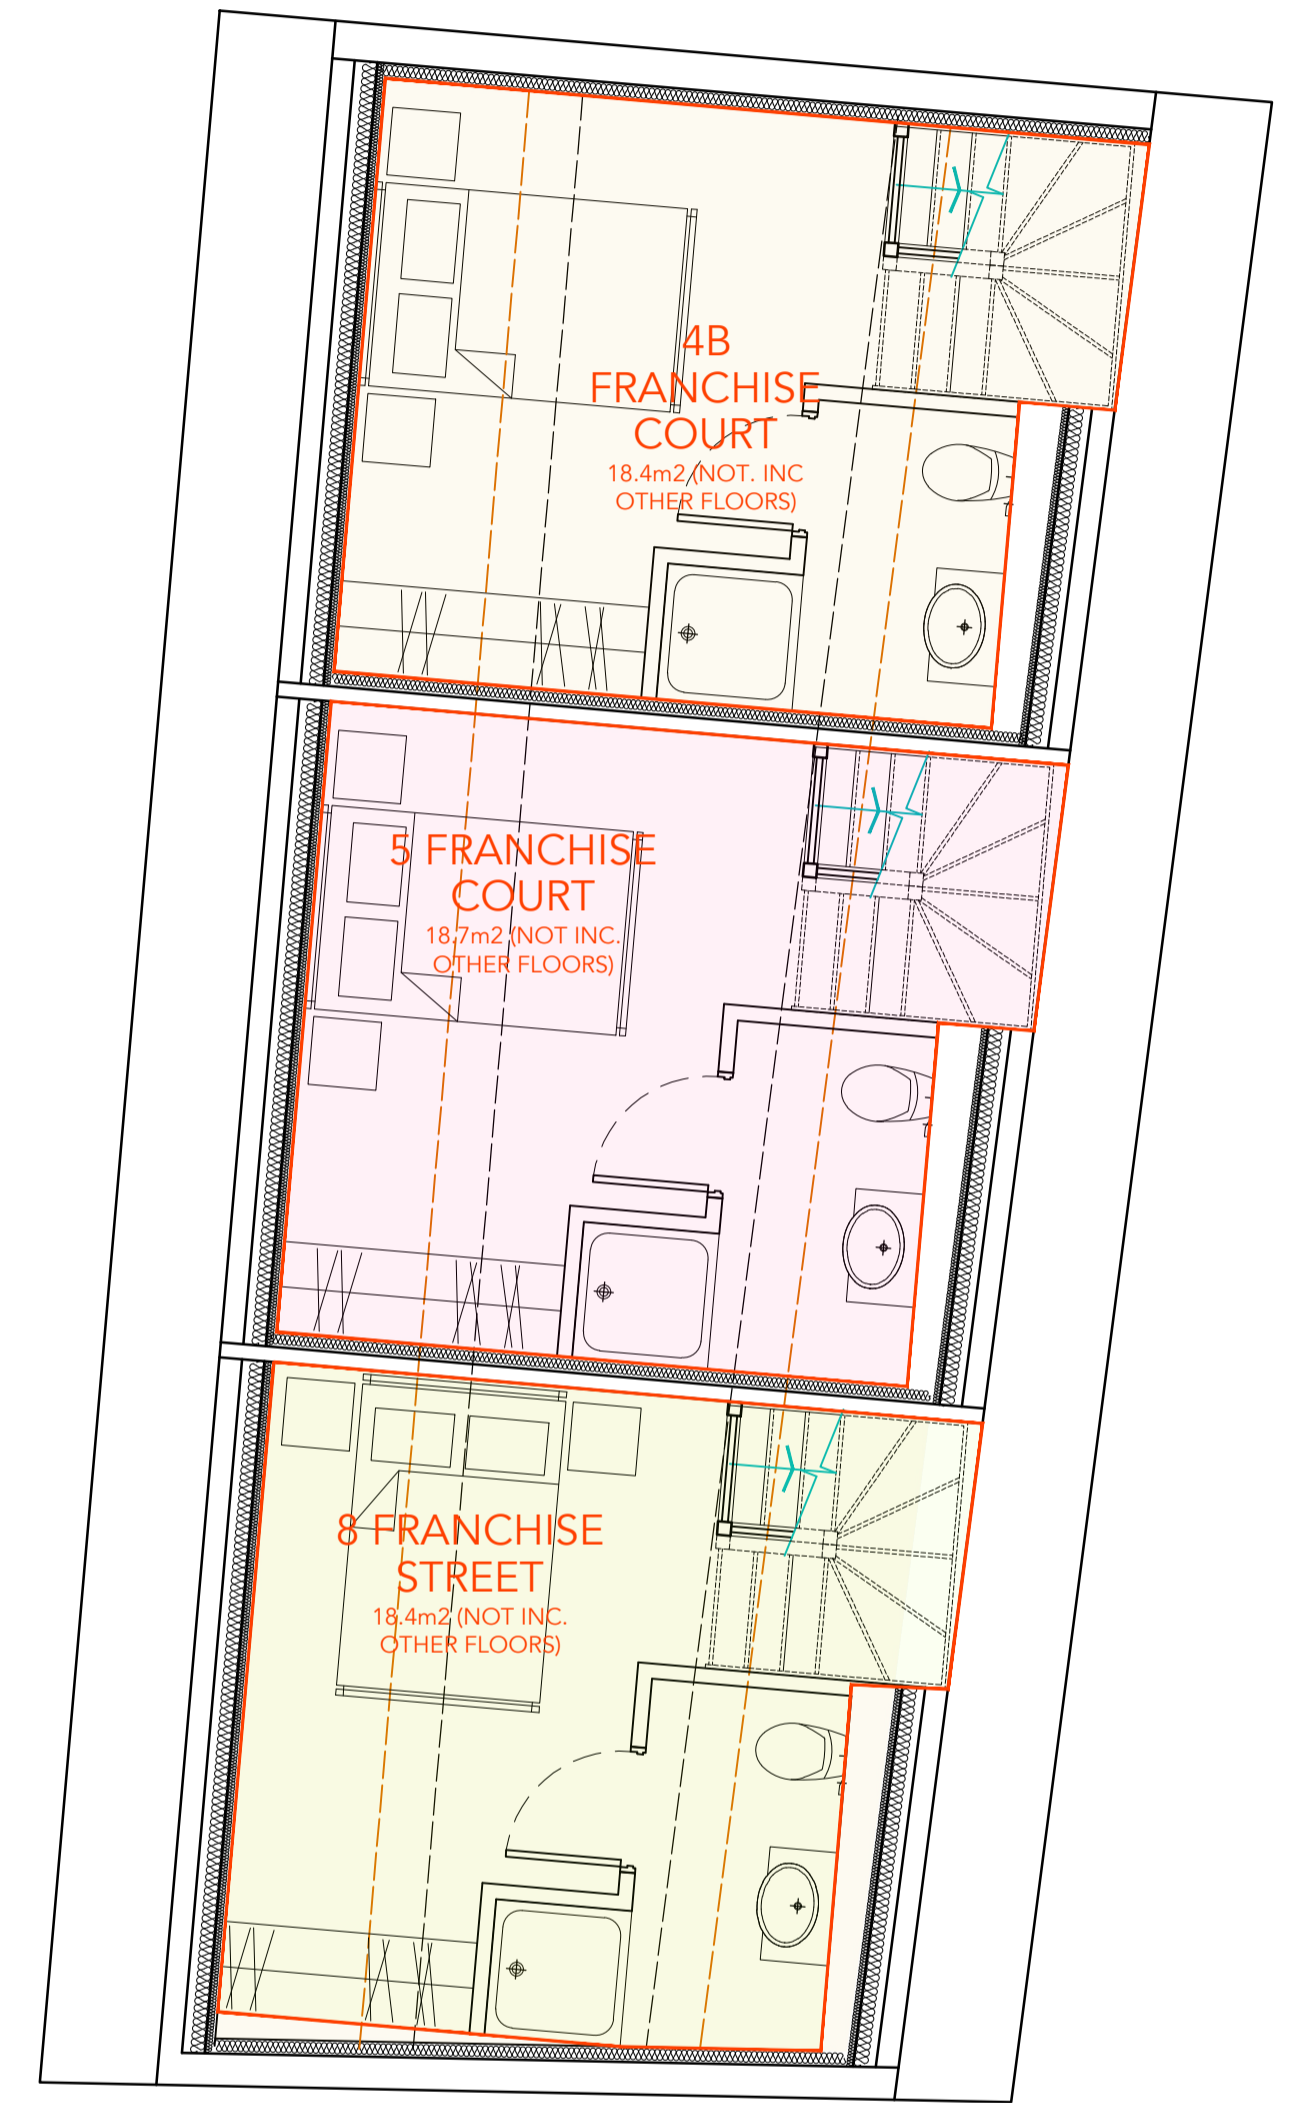 4B
FRANCHISE
COURT
18.4m2 (NOT. INC
OTHER FLOORS)
5 FRANCHISE
COURT
18.7m2 (NOT INC.
OTHER FLOORS)
8 FRANCHISE
STREET
18.4m2 (NOT INC.
OTHER FLOORS)